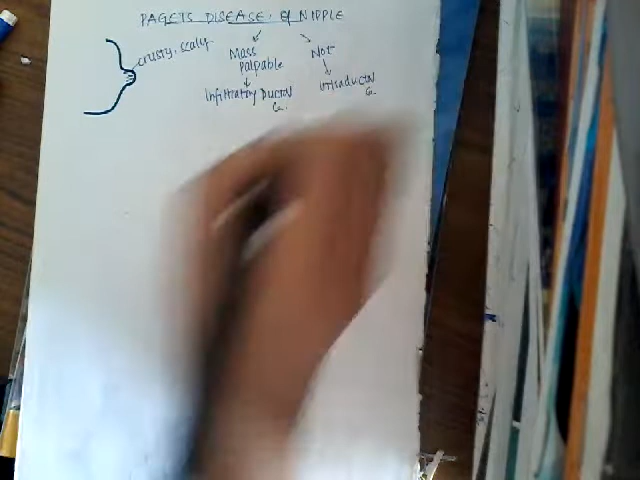 PAGETS DISEASE. of NIPPLE
crusty, scaly
Mass
palpable
Not
Infiltrating Ductal
Ca.
intraductal
Ca.